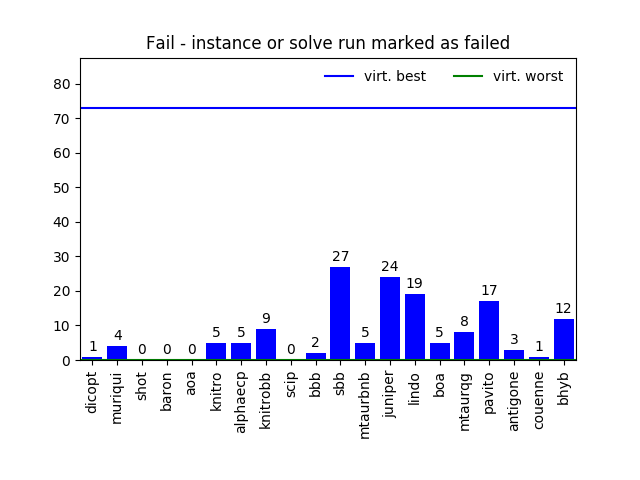 Fail - instance or solve run marked as failed
virt. best
virt. worst
80
70
60
50
40
30
20
10
0
1
4
0
0
0
5
5
9
0
2
27
5
24
19
5
8
17
3
1
12
dicopt
muriqui
shot
baron
aoa
knitro
alphaecp
knitrobb
scip
bbb
sbb
mtaurbnb
juniper
lindo
boa
mtaurqg
pavito
antigone
couenne
bhyb